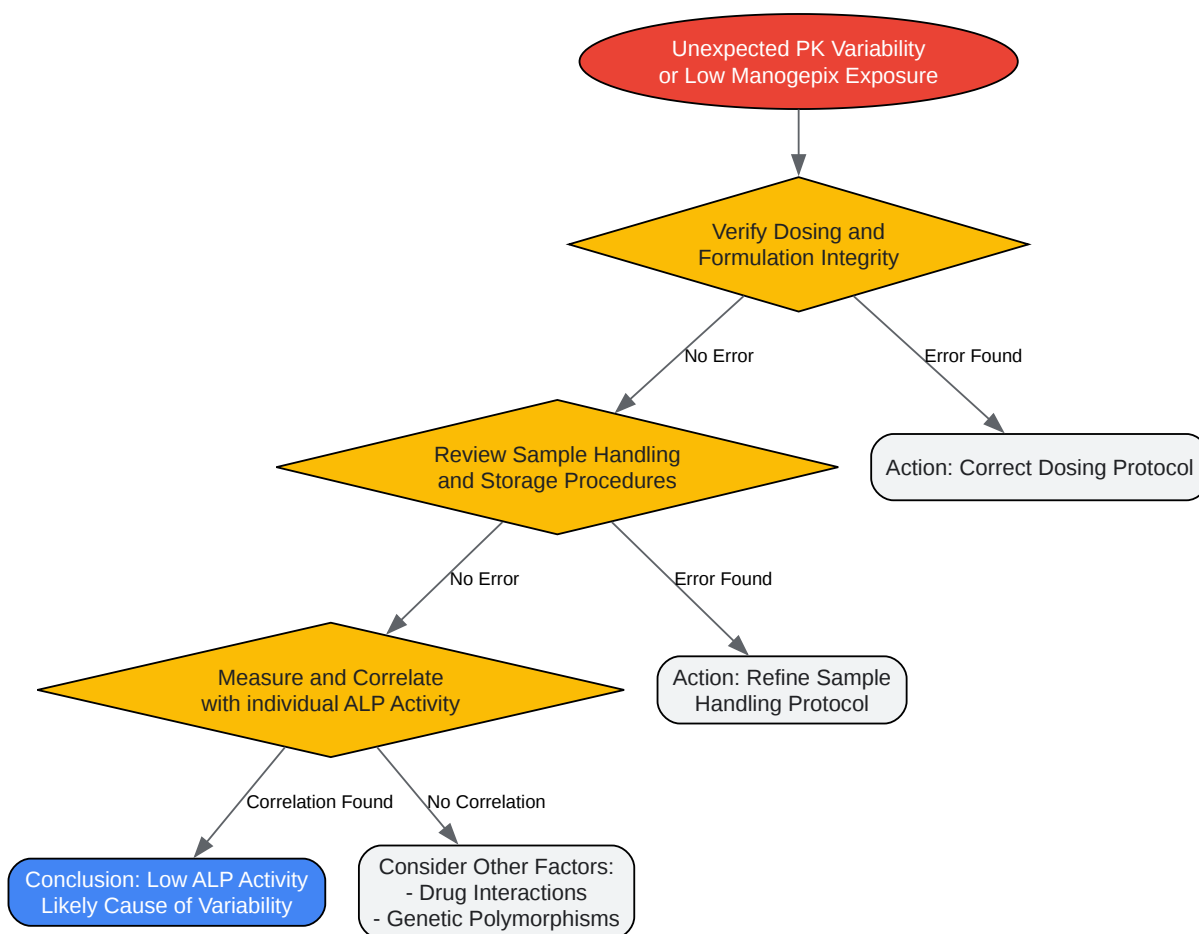 Unexpected PK Variability
or Low Manogepix Exposure
Verify Dosing and
Formulation Integrity
No Error
Error Found
Review Sample Handling
and Storage Procedures
Action: Correct Dosing Protocol
No Error
Error Found
Measure and Correlate
with individual ALP Activity
Action: Refine Sample
Handling Protocol
Correlation Found
No Correlation
Conclusion: Low ALP Activity
Likely Cause of Variability
Consider Other Factors:
- Drug Interactions
- Genetic Polymorphisms